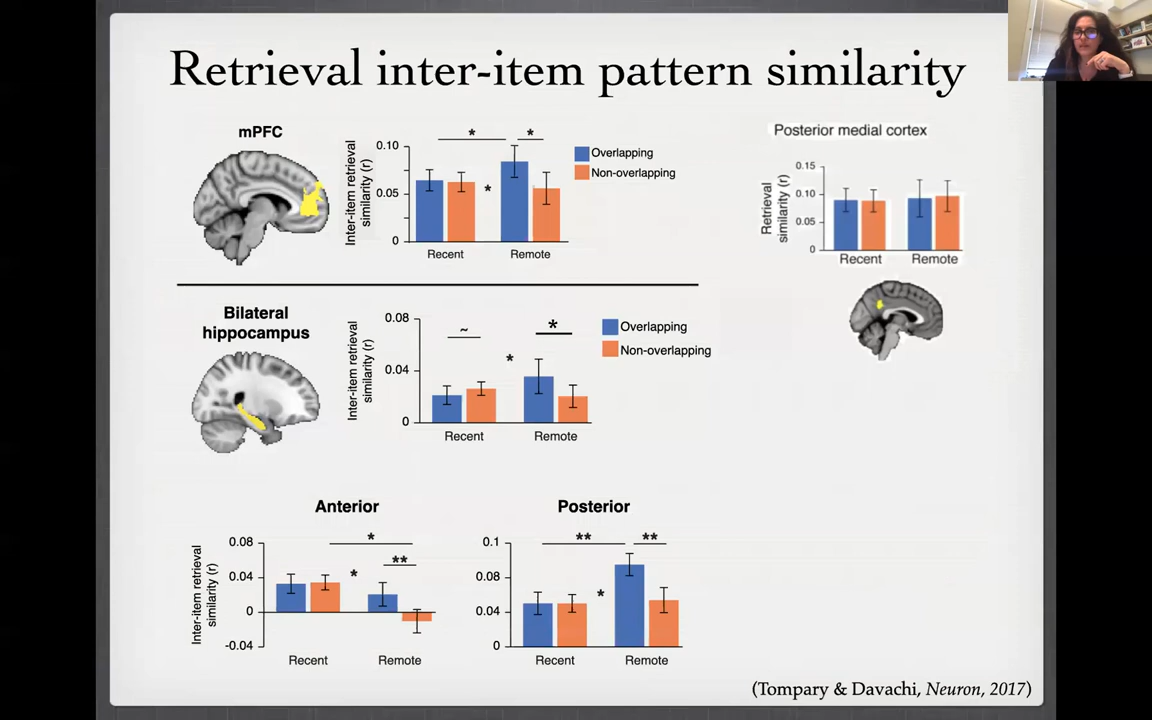 Retrieval inter-item pattern similarity
mPFC
Inter-item retrieval
similarity (r)
0.10
0.05
0
*
*
*
Recent
Remote
Overlapping
Non-overlapping
Posterior medial cortex
Retrieval
similarity (r)
0.15
0.10
0.05
0
Recent
Remote
Bilateral
hippocampus
Inter-item retrieval
similarity (r)
0.08
0.04
0
~
*
*
Recent
Remote
Overlapping
Non-overlapping
Anterior
Inter-item retrieval
similarity (r)
0.08
0.04
0
-0.04
*
*
**
Recent
Remote
Posterior
0.1
0.08
0.04
0
**
**
*
Recent
Remote
(Tompary & Davachi, Neuron, 2017)